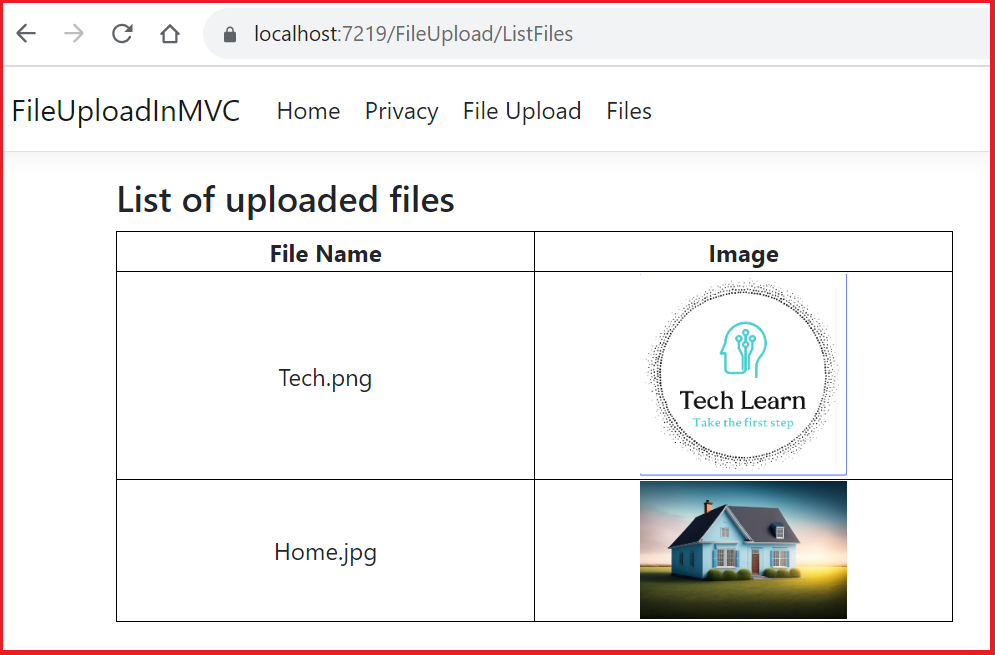 localhost:7219/FileUpload/ListFiles
FileUploadInMVC Home Privacy File Upload Files
List of uploaded files
File Name Image
Tech.png
Tech Learn
Take the first step
Home.jpg